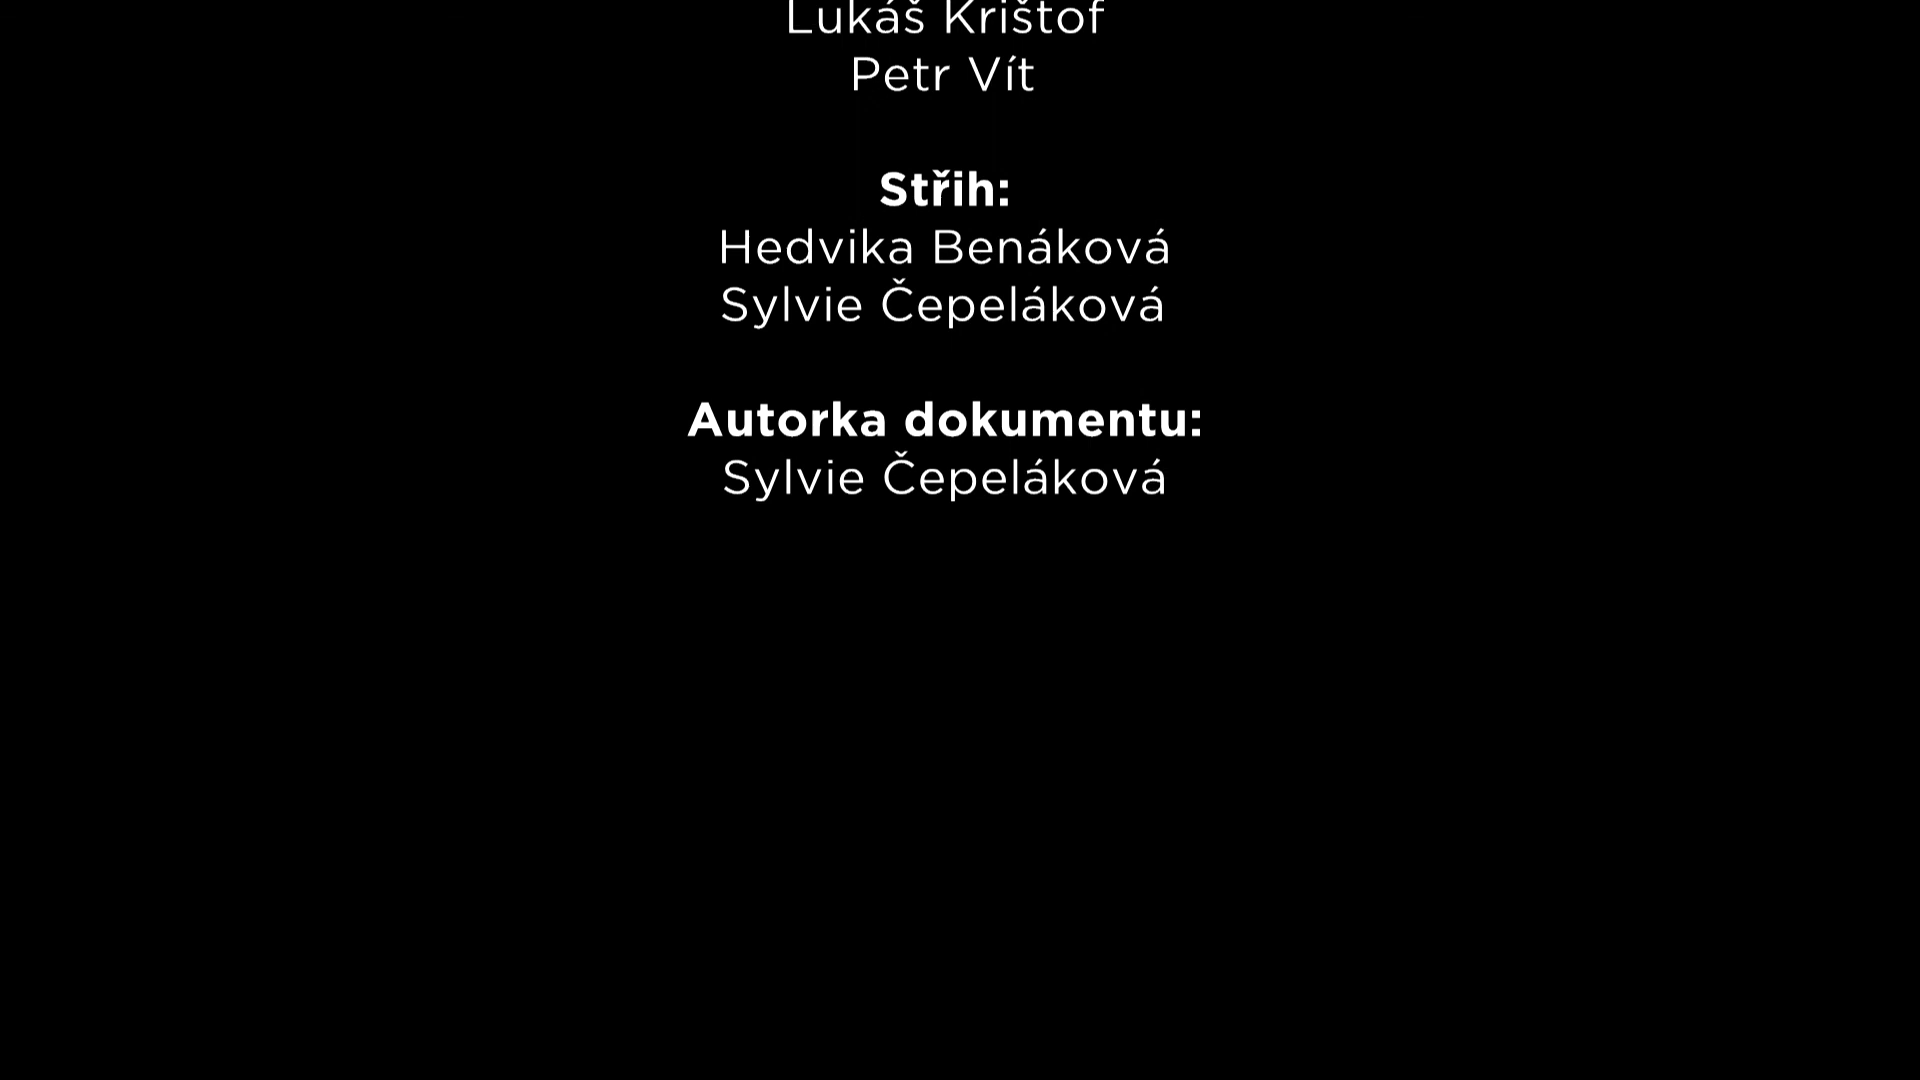 Lukáš Krištof
Petr Vít
Střih:
Hedvika Benáková
Sylvie Čepeláková
Autorka dokumentu:
Sylvie Čepeláková